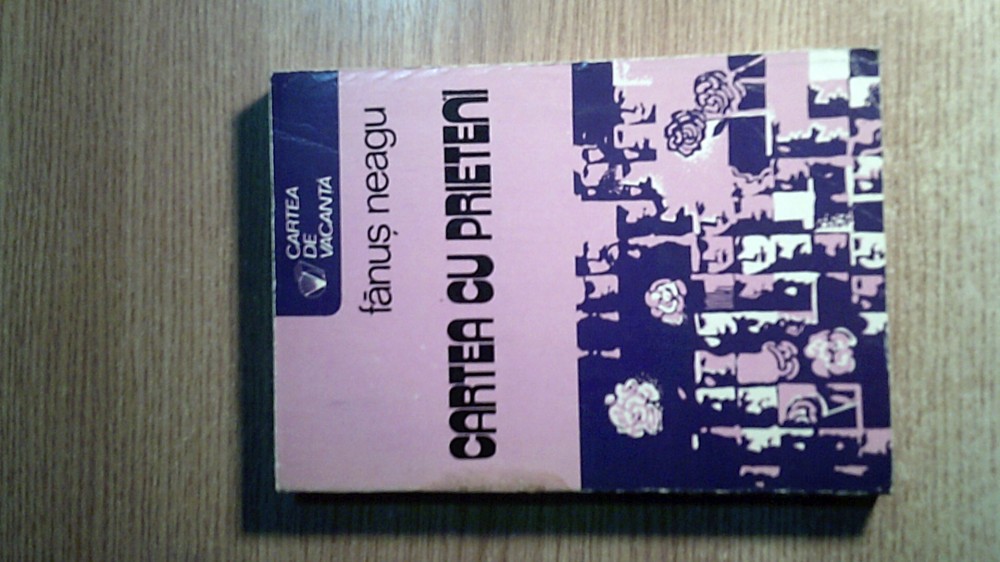 CARTEA
DE
VACANȚĂ
fănuș neagu
CARTEA CU PRIETENI